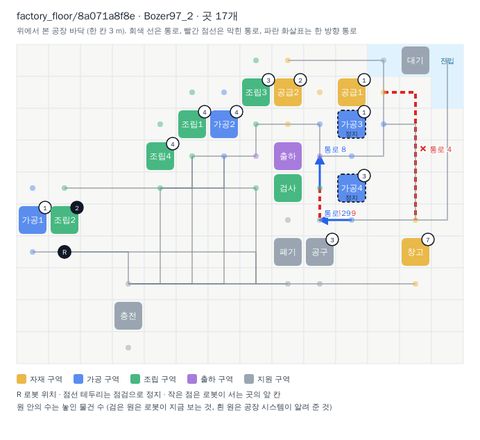 factory_floor/8a071a8f8e · Bozer97_2 · 곳 17개
위에서 본 공장 바닥 (한 칸 3 m). 회색 선은 통로, 빨간 점선은 막힌 통로, 파란 화살표는 한 방향 통로
대기
조립3 3
공급2 2
공급1 1
조립1 4
가공2 4
가공3 1
정지
조립4 4
출하
통로 8
✕ 통로 4
검사
가공4 3
정지
가공1 1
조립2 2
R
폐기
공구 3
창고 7
충전
자재 구역
가공 구역
조립 구역
출하 구역
지원 구역
R 로봇 위치 · 점선 테두리는 점검으로 정지 · 작은 점은 로봇이 서는 곳의 앞 칸
원 안의 수는 놓인 물건 수 (검은 원은 로봇이 지금 보는 것, 흰 원은 공장 시스템이 알려 준 것)